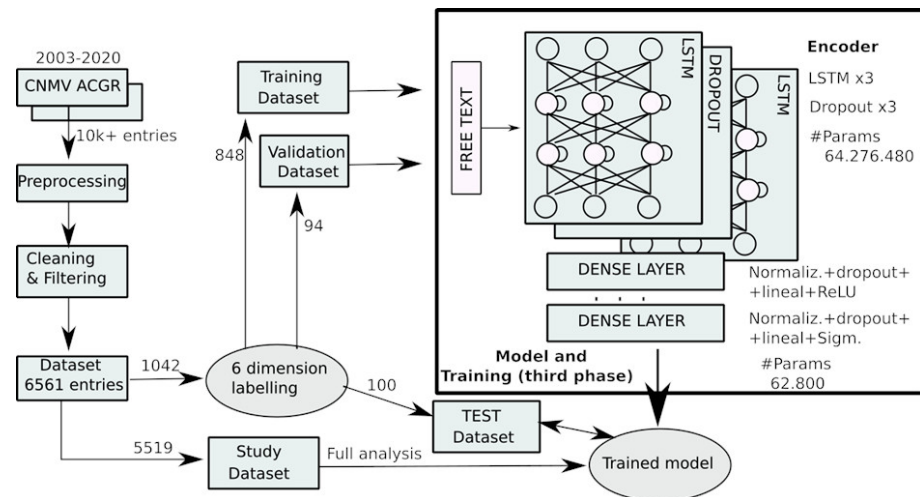 2003-2020
CNMV ACGR
10k+ entries
Preprocessing
Cleaning
& Filtering
Dataset
6561 entries
1042
5519
6 dimension
labelling
848
94
100
Training
Dataset
Validation
Dataset
TEST
Dataset
Study
Dataset
Full analysis
Trained model
FREE TEXT
LSTM
DROPOUT
LSTM
Encoder
LSTM x3
Dropout x3
#Params
64.276.480
DENSE LAYER
Normaliz.+dropout+
+lineal+ReLU
. . . .
DENSE LAYER
Normaliz.+dropout+
+lineal+Sigm.
#Params
62.800
Model and
Training (third phase)